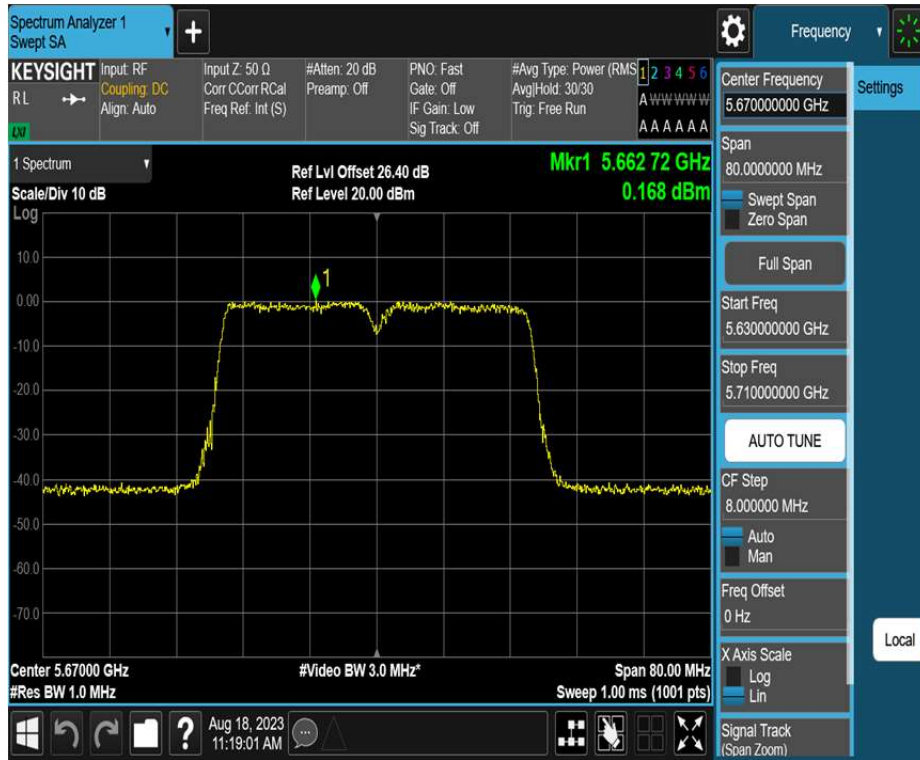 Spectrum Analyzer 1
Swept SA
+
Frequency
KEYSIGHT
R L
LXI
Input: RF
Coupling: DC
Align: Auto
Input Z: 50 Ω
Corr CCorr RCal
Freq Ref: Int (S)
#Atten: 20 dB
Preamp: Off
PNO: Fast
Gate: Off
IF Gain: Low
Sig Track: Off
#Avg Type: Power (RMS
Avg|Hold: 30/30
Trig: Free Run
1 2 3 4 5 6
A W W W W W
A A A A A A
Center Frequency
5.670000000 GHz
Settings
1 Spectrum
Scale/Div 10 dB
Log
Ref Lvl Offset 26.40 dB
Ref Level 20.00 dBm
Mkr1 5.662 72 GHz
0.168 dBm
Span
80.0000000 MHz
Swept Span
Zero Span
Full Span
Start Freq
5.630000000 GHz
Stop Freq
5.710000000 GHz
AUTO TUNE
CF Step
8.000000 MHz
Auto
Man
Freq Offset
0 Hz
X Axis Scale
Log
Lin
Signal Track
(Span Zoom)
Local
10.0
0.00
-10.0
-20.0
-30.0
-40.0
-50.0
-60.0
-70.0
1
Center 5.67000 GHz
#Res BW 1.0 MHz
#Video BW 3.0 MHz*
Span 80.00 MHz
Sweep 1.00 ms (1001 pts)
?
Aug 18, 2023
11:19:01 AM